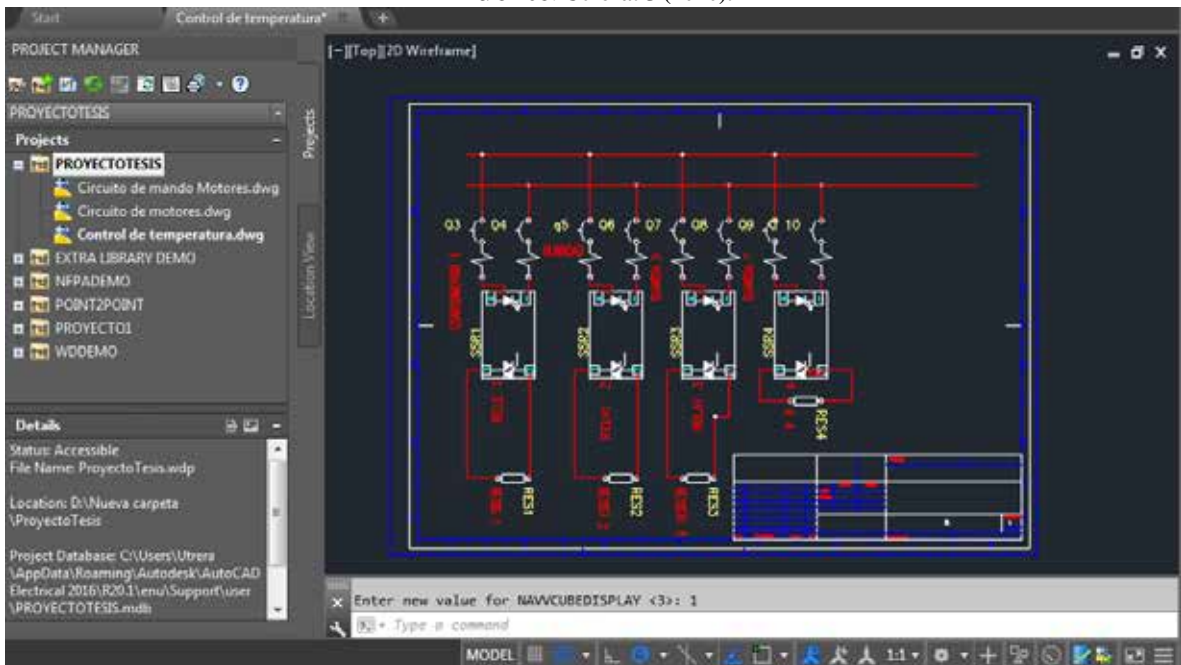 Start
Control de temperatura*
PROJECT MANAGER
PROYECTOTESIS
Projects
PROYECTOTESIS
Circuito de mando Motores.dwg
Circuito de motores.dwg
Control de temperatura.dwg
EXTRA LIBRARY DEMO
NFPADEMO
POINT2POINT
PROYECTO1
WDDEMO
Projects
Location View
Details
Status: Accessible
File Name: ProyectoTesis.wdp
Location: D:\Nueva carpeta
\ProyectoTesis
Project Database: C:\Users\Utrera
\AppData\Roaming\Autodesk\AutoCAD
Electrical 2016\R20.1\enu\Support\user
\PROYECTOTESIS.mdb
[-][Top][2D Wireframe]
Q3 Q4 q5 Q6 Q7 Q8 Q9 10
SSR1 SSR2 SSR3 SSR4
RES4
RES1 RES2 RES3
Enter new value for NAVVCUBEDISPLAY <3>: 1
Type a command
MODEL
1:1